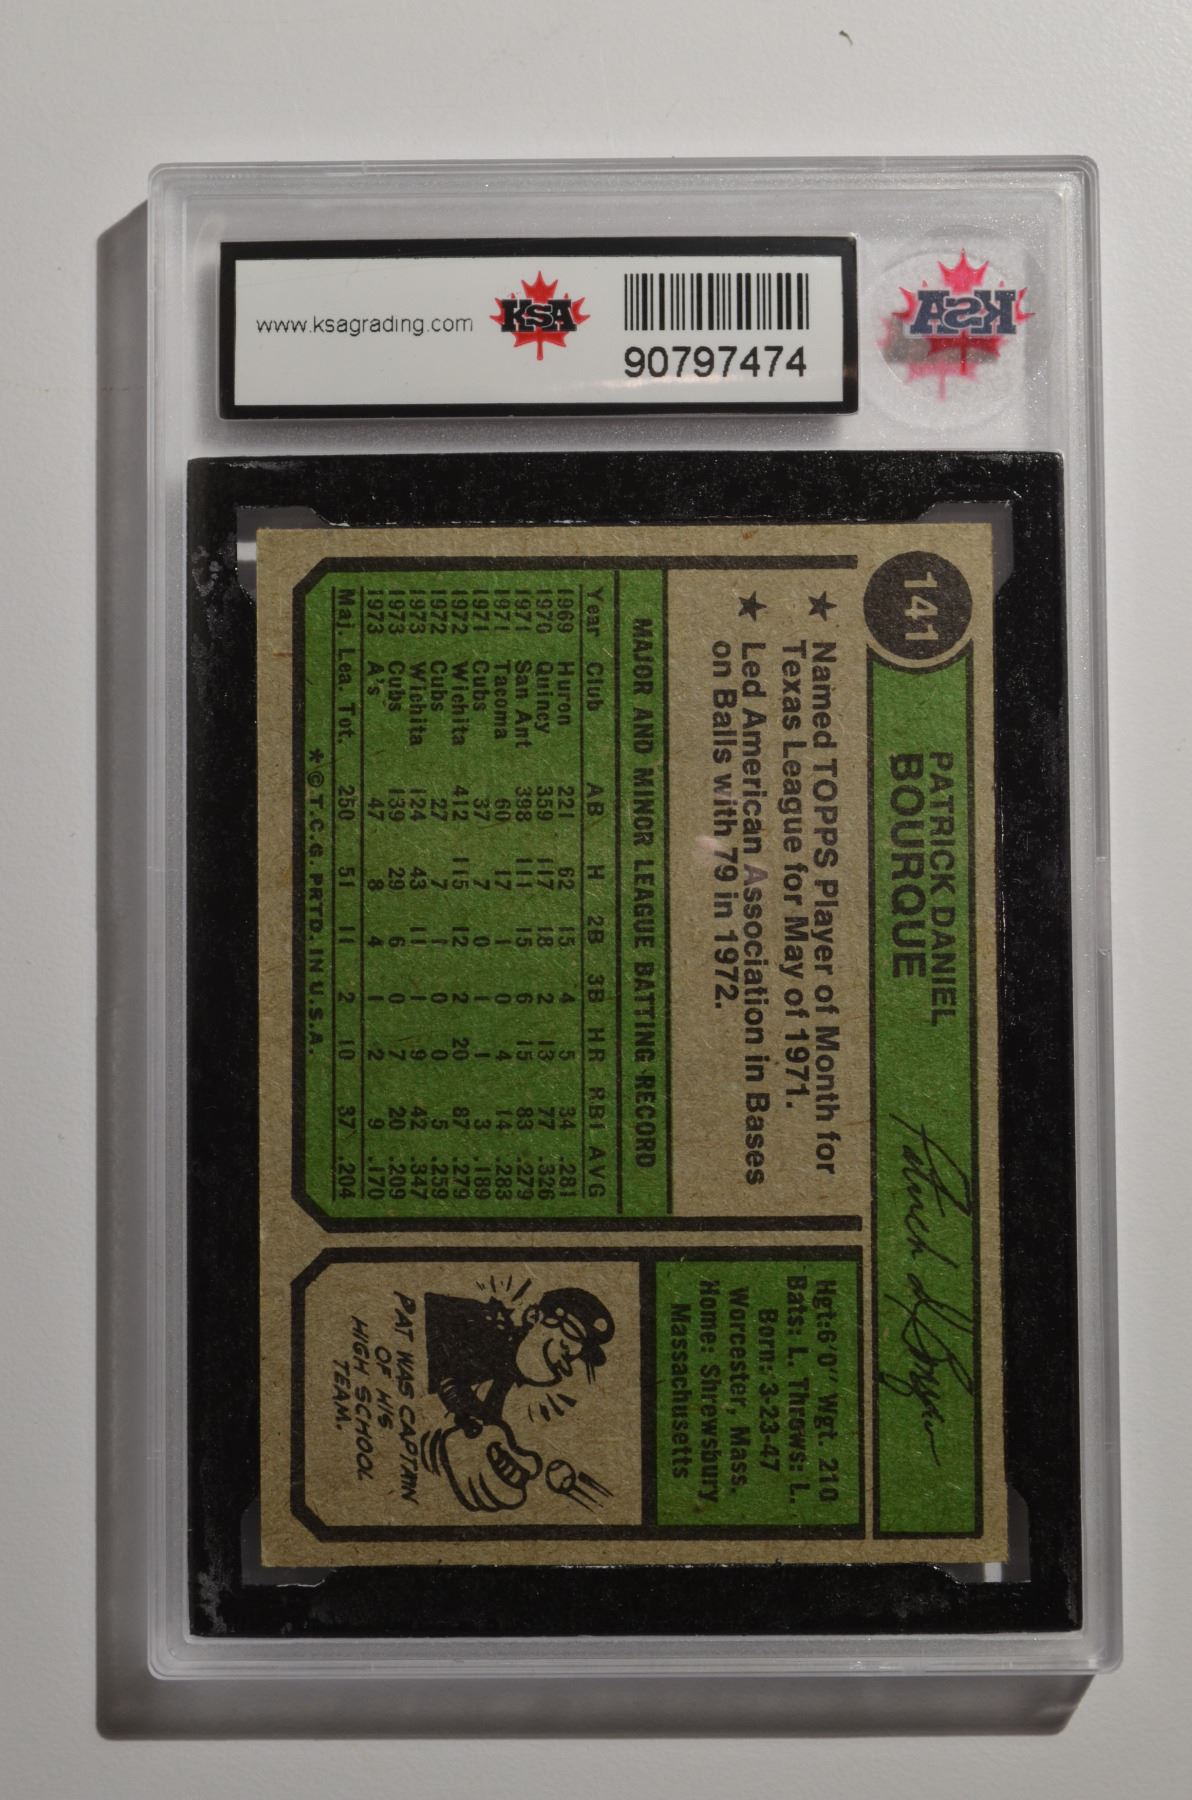 www.ksagrading.com
KSA
90797474
KSA
141
PATRICK DANIEL
BOURQUE
Patrick D Bourque
★ Named TOPPS Player of Month for
Texas League for May of 1971.
★ Led American Association in Bases
on Balls with 79 in 1972.
MAJOR AND MINOR LEAGUE BATTING RECORD
Year Club AB H 2B 3B HR RBI AVG
1969 Huron 221 62 15 4 5 34 .281
1970 Quincy 359 117 18 2 13 77 .326
1971 San Ant 398 111 15 6 15 83 .279
1971 Tacoma 60 17 1 0 4 14 .283
1971 Cubs 37 7 0 1 1 3 .189
1972 Wichita 412 115 12 2 20 87 .279
1972 Cubs 27 7 1 0 0 5 .259
1973 Wichita 124 43 11 1 9 42 .347
1973 Cubs 139 29 6 0 7 20 .209
1973 A's 47 8 4 1 2 9 .170
Maj. Lea. Tot. 250 51 11 2 10 37 .204
*©T.C.G. PRTD. IN U.S.A.
Hgt: 6'0" Wgt. 210
Bats: L. Throws: L.
Born: 3-23-47
Worcester, Mass.
Home: Shrewsbury,
Massachusetts
PAT WAS CAPTAIN
OF HIS
HIGH SCHOOL
TEAM.